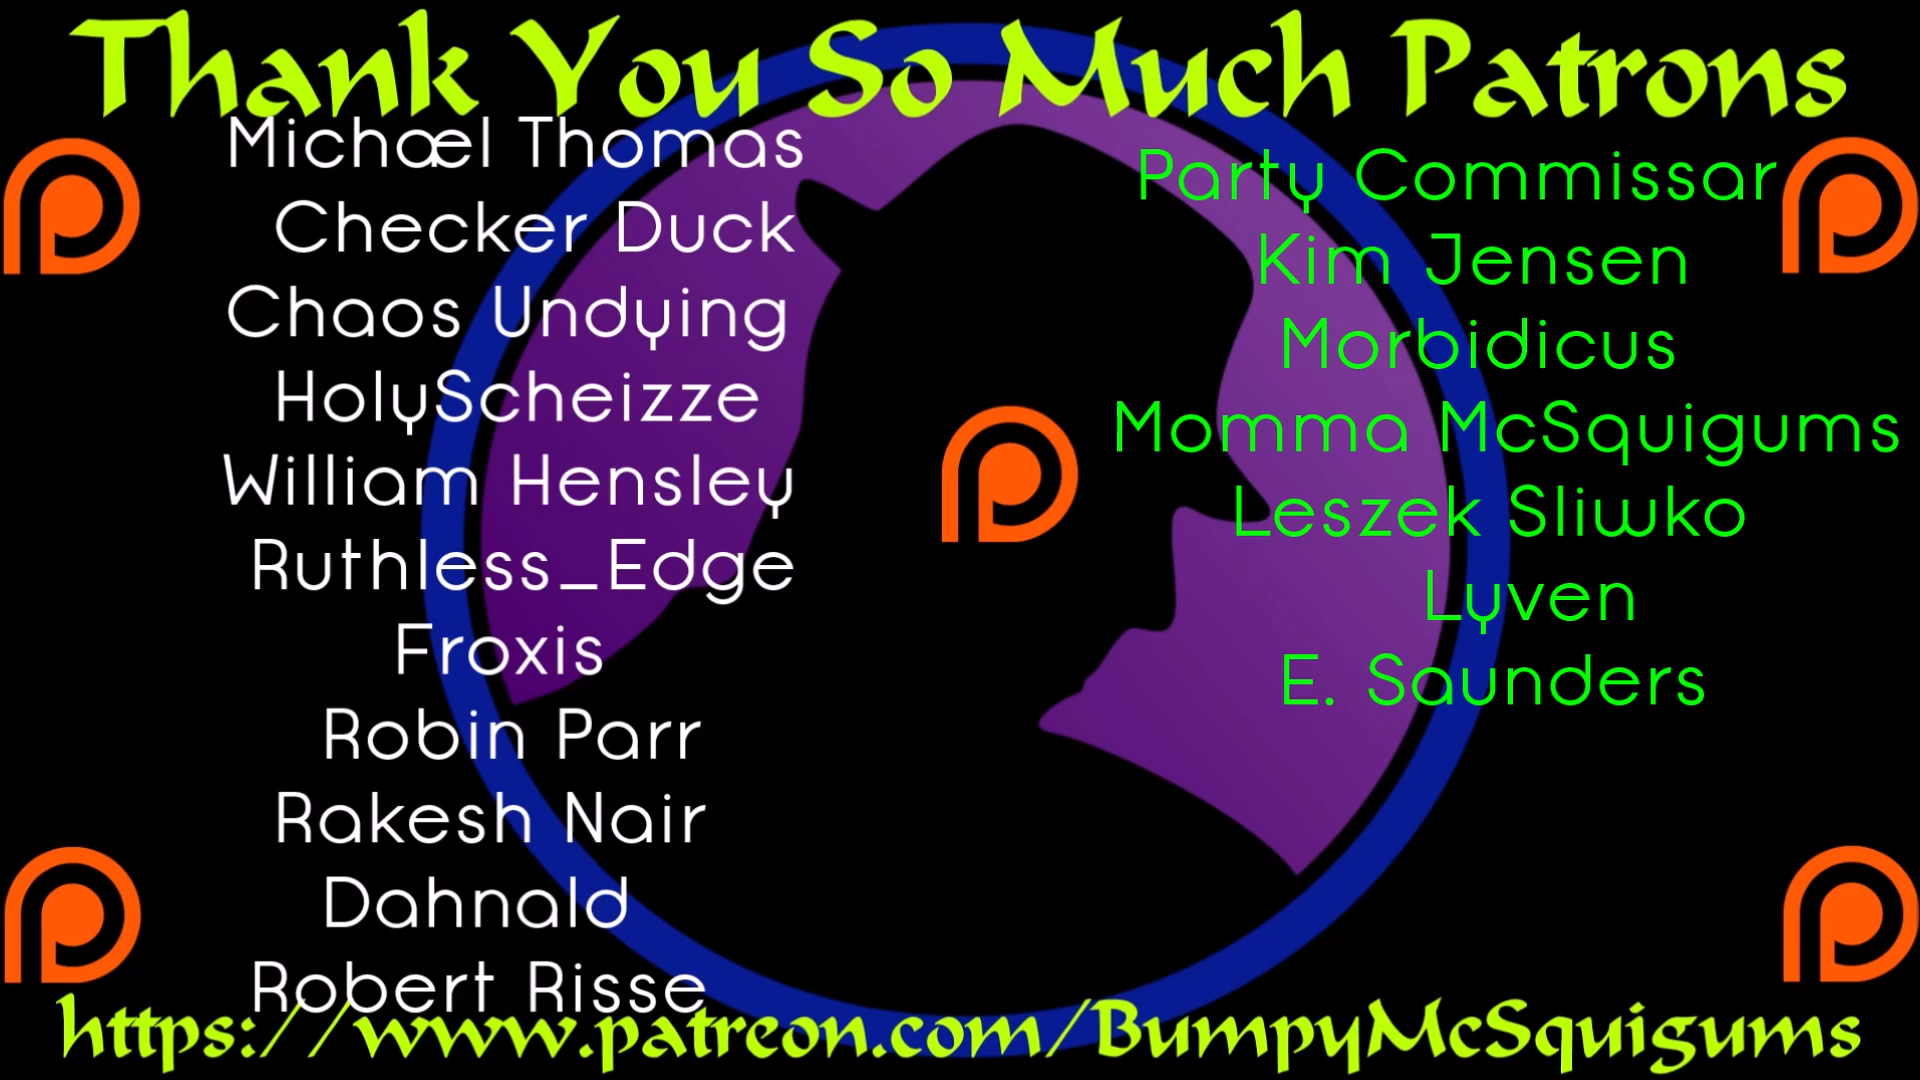 Thank You So Much Patrons
Michael Thomas
Checker Duck
Chaos Undying
HolyScheizze
William Hensley
Ruthless_Edge
Froxis
Robin Parr
Rakesh Nair
Dahnald
Robert Risse
Party Commissar
Kim Jensen
Morbidicus
Momma McSquigums
Leszek Sliwko
Lyven
E. Saunders
https://www.patreon.com/BumpyMcSquigums